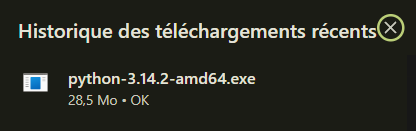 Historique des téléchargements récents
python-3.14.2-amd64.exe
28,5 Mo • OK